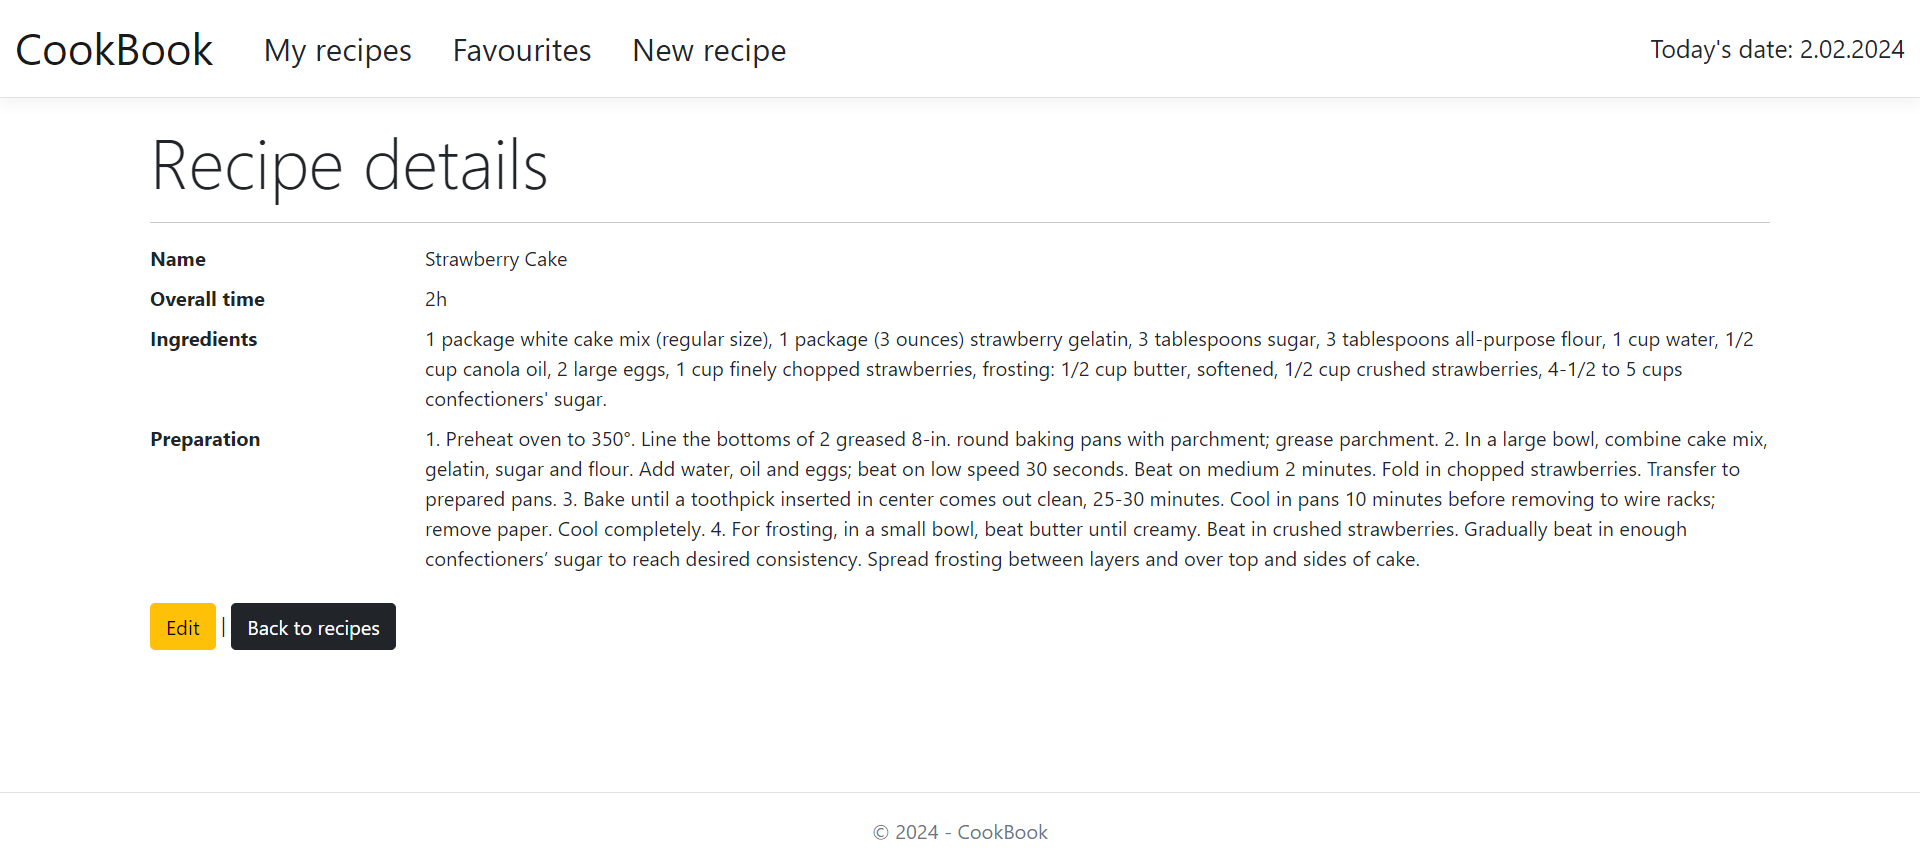 CookBook My recipes Favourites New recipe Today's date: 2.02.2024
Recipe details
Name Strawberry Cake
Overall time 2h
Ingredients 1 package white cake mix (regular size), 1 package (3 ounces) strawberry gelatin, 3 tablespoons sugar, 3 tablespoons all-purpose flour, 1 cup water, 1/2
cup canola oil, 2 large eggs, 1 cup finely chopped strawberries, frosting: 1/2 cup butter, softened, 1/2 cup crushed strawberries, 4-1/2 to 5 cups
confectioners' sugar.
Preparation 1. Preheat oven to 350°. Line the bottoms of 2 greased 8-in. round baking pans with parchment; grease parchment. 2. In a large bowl, combine cake mix,
gelatin, sugar and flour. Add water, oil and eggs; beat on low speed 30 seconds. Beat on medium 2 minutes. Fold in chopped strawberries. Transfer to
prepared pans. 3. Bake until a toothpick inserted in center comes out clean, 25-30 minutes. Cool in pans 10 minutes before removing to wire racks;
remove paper. Cool completely. 4. For frosting, in a small bowl, beat butter until creamy. Beat in crushed strawberries. Gradually beat in enough
confectioners’ sugar to reach desired consistency. Spread frosting between layers and over top and sides of cake.
Edit | Back to recipes
© 2024 - CookBook